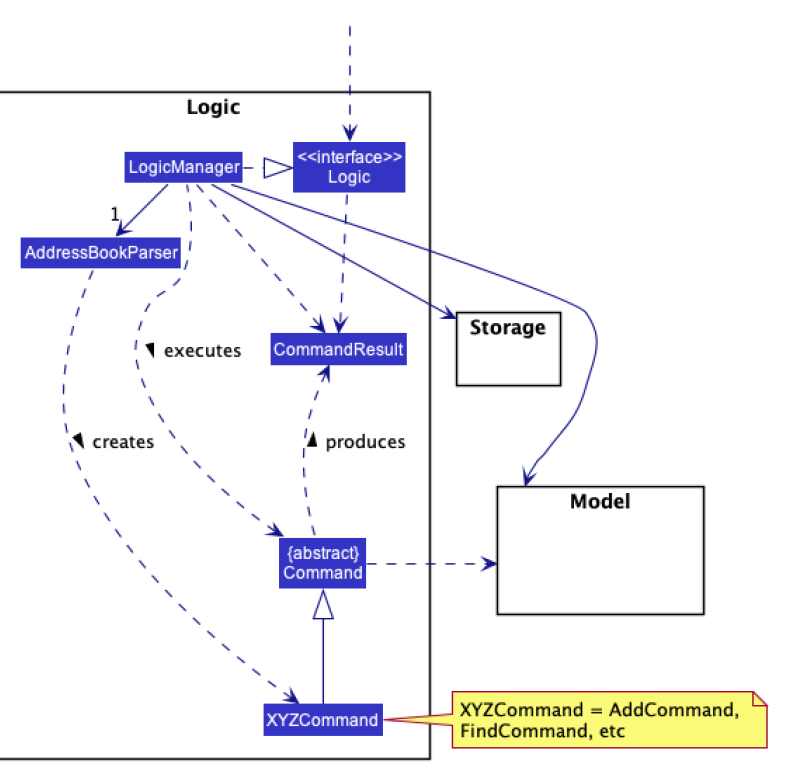 Logic
LogicManager
<<interface>>
Logic
1
AddressBookParser
Storage
CommandResult
executes
creates
produces
Model
{abstract}
Command
XYZCommand
XYZCommand = AddCommand,
FindCommand, etc